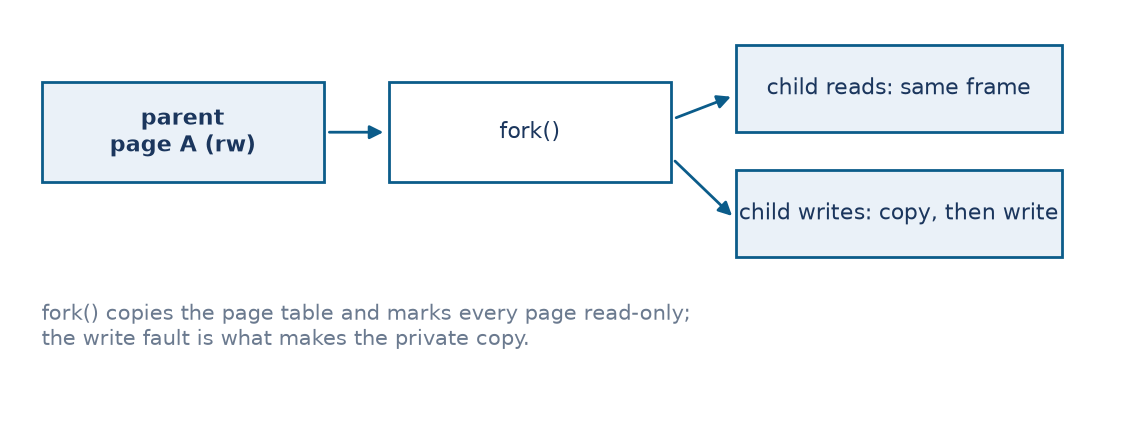 parent
page A (rw)
fork()
child reads: same frame
child writes: copy, then write
fork() copies the page table and marks every page read-only;
the write fault is what makes the private copy.